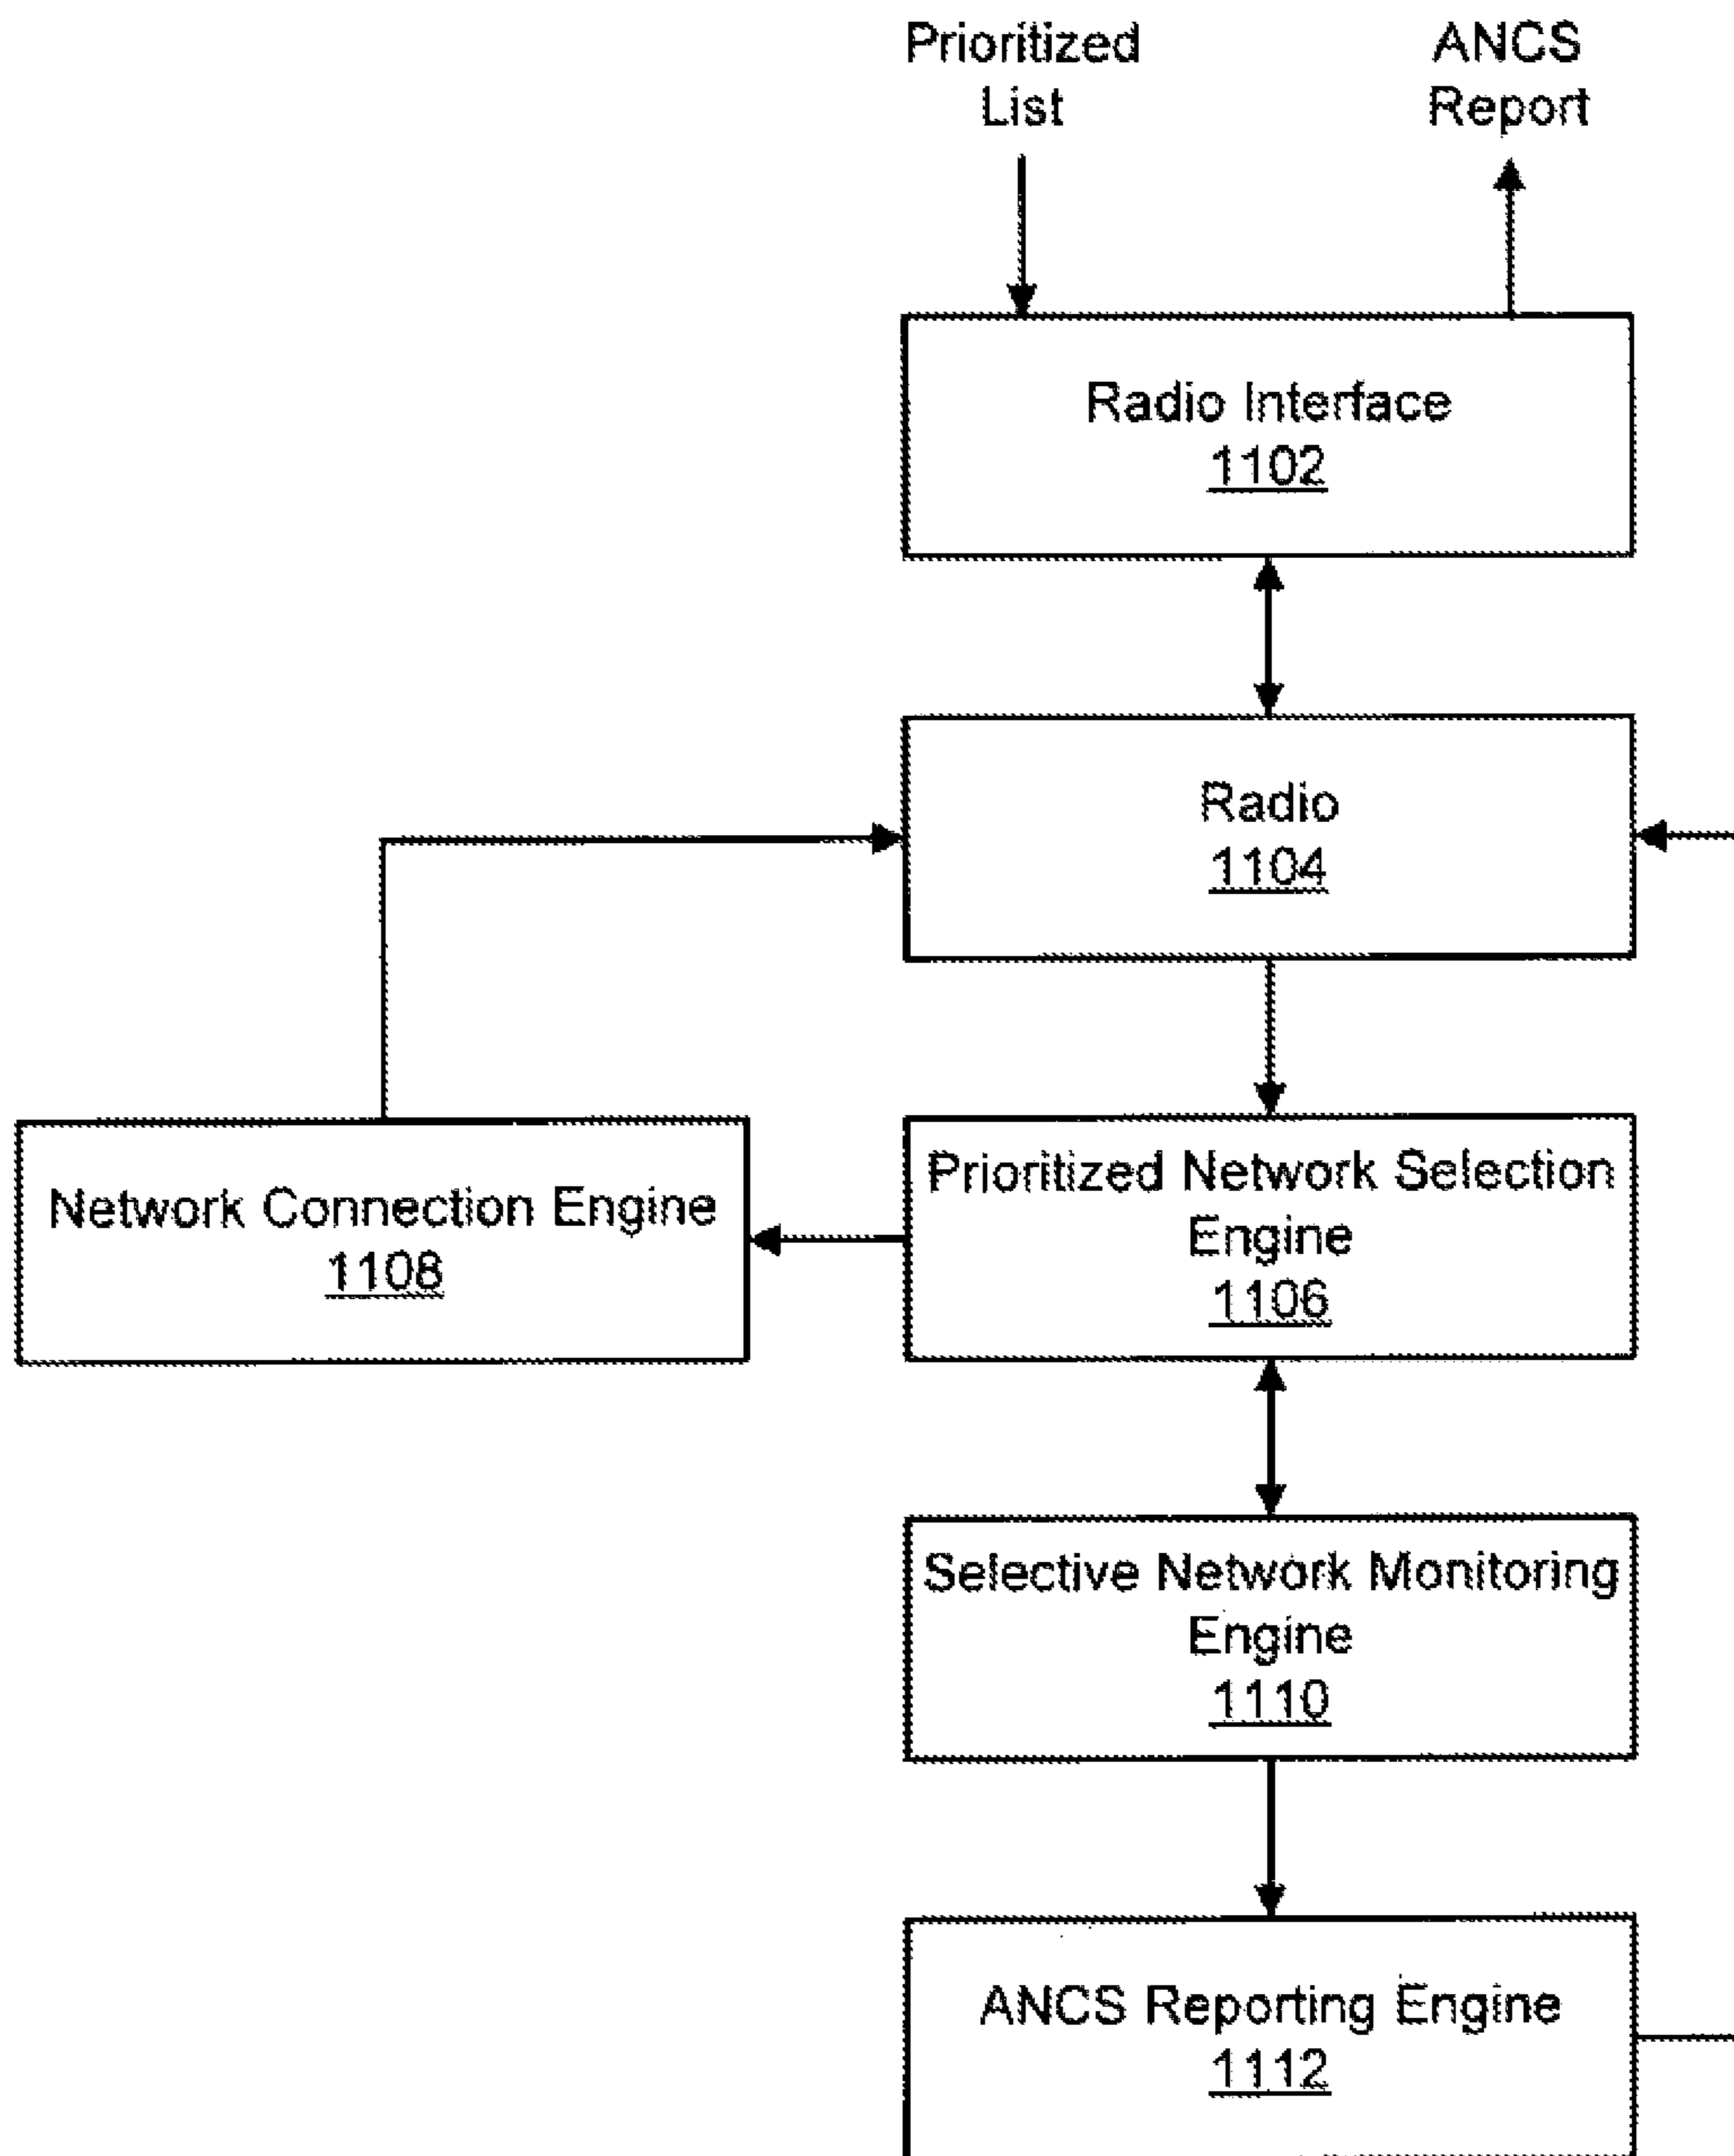 Prioritized
List
ANCS
Report
Radio Interface
1102
Radio
1104
Network Connection Engine
1108
Prioritized Network Selection
Engine
1106
Selective Network Monitoring
Engine
1110
ANCS Reporting Engine
1112